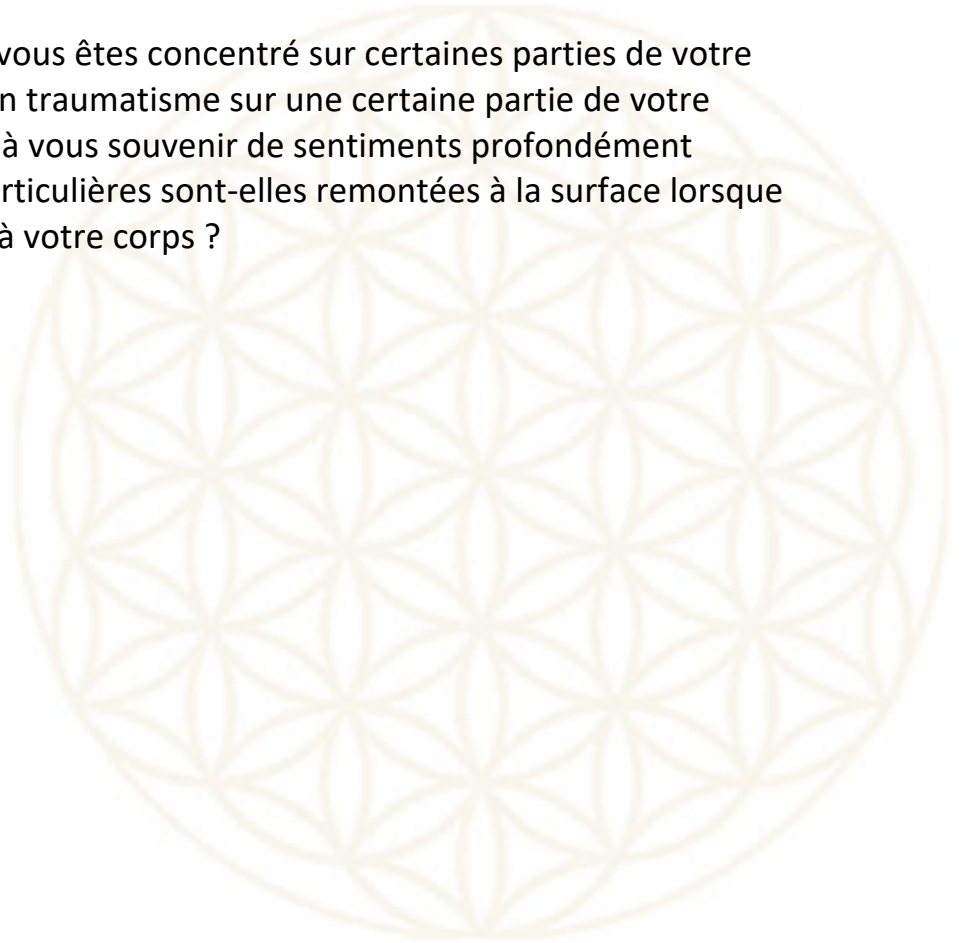 vous êtes concentré sur certaines parties de votre
n traumatisme sur une certaine partie de votre
à vous souvenir de sentiments profondément
rticulières sont-elles remontées à la surface lorsque
à votre corps ?